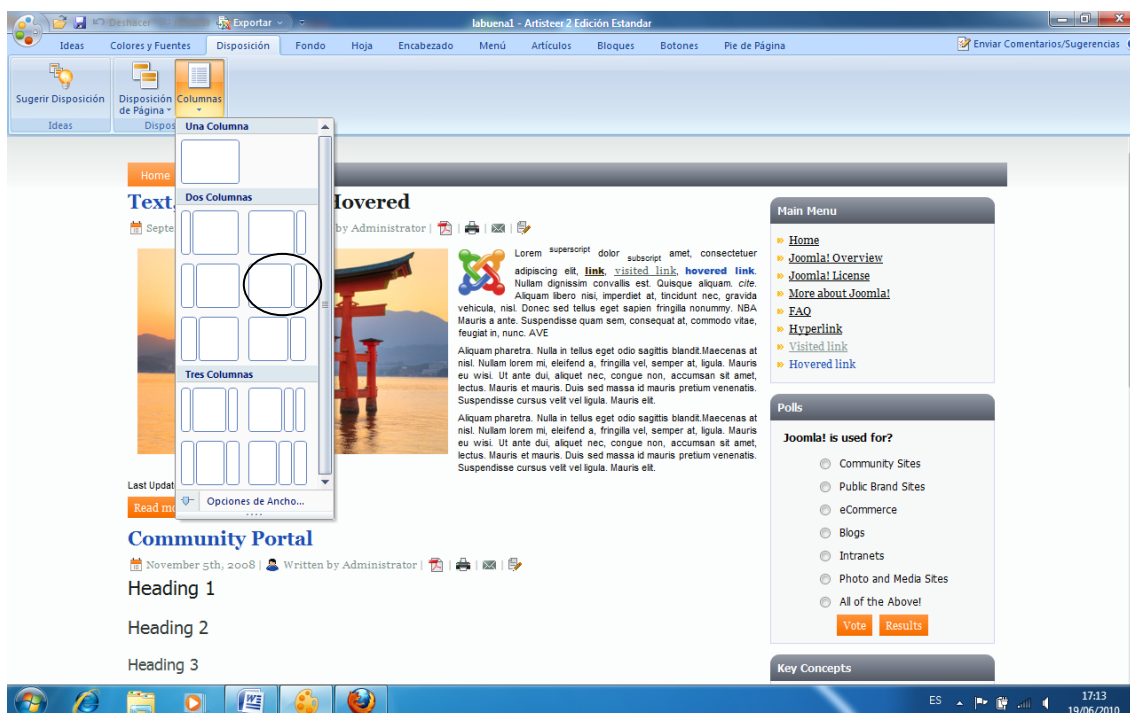 Deshacer
Exportar
labuena1 - Artisteer 2 Edición Estandar
Ideas Colores y Fuentes Disposición Fondo Hoja Encabezado Menú Artículos Bloques Botones Pie de Página
Enviar Comentarios/Sugerencias
Sugerir Disposición
Disposición de Página
Columnas
Ideas
Dispos
Una Columna
Dos Columnas
Tres Columnas
Opciones de Ancho...
Home
Text, Hovered
Septe by Administrator | | | |
Lorem superscript dolor subscript amet, consectetuer
adipiscing elit, link, visited link, hovered link.
Nullam dignissim convallis est. Quisque aliquam. cite.
Aliquam libero nisi, imperdiet at, tincidunt nec, gravida
vehicula, nisl. Donec sed tellus eget sapien fringilla nonummy. NBA
Mauris a ante. Suspendisse quam sem, consequat at, commodo vitae,
feugiat in, nunc. AVE
Aliquam pharetra. Nulla in tellus eget odio sagittis blandit.Maecenas at
nisl. Nullam lorem mi, eleifend a, fringilla vel, semper at, ligula. Mauris
eu wisi. Ut ante dui, aliquet nec, congue non, accumsan sit amet,
lectus. Mauris et mauris. Duis sed massa id mauris pretium venenatis.
Suspendisse cursus velit vel ligula. Mauris elit.
Aliquam pharetra. Nulla in tellus eget odio sagittis blandit.Maecenas at
nisl. Nullam lorem mi, eleifend a, fringilla vel, semper at, ligula. Mauris
eu wisi. Ut ante dui, aliquet nec, congue non, accumsan sit amet,
lectus. Mauris et mauris. Duis sed massa id mauris pretium venenatis.
Suspendisse cursus velit vel ligula. Mauris elit.
Last Updat
Read mo
Community Portal
November 5th, 2008 | Written by Administrator | | | |
Heading 1
Heading 2
Heading 3
Main Menu
Home
Joomla! Overview
Joomla! License
More about Joomla!
FAQ
Hyperlink
Visited link
Hovered link
Polls
Joomla! is used for?
Community Sites
Public Brand Sites
eCommerce
Blogs
Intranets
Photo and Media Sites
All of the Above!
Vote Results
Key Concepts
ES
17:13
19/06/2010